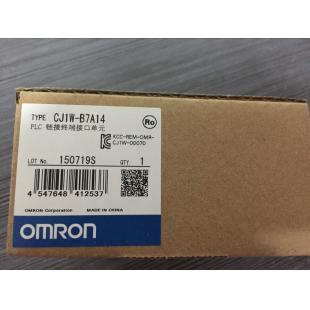 TYPE CJ1W-B7A14
PLC 链接终端接口单元
Ro
KCC-REM-OMR-
CJ1W-00070
LOT No. 150719S QTY. 1
4 547648 412537
OMRON Corporation MADE IN CHINA
OMRON